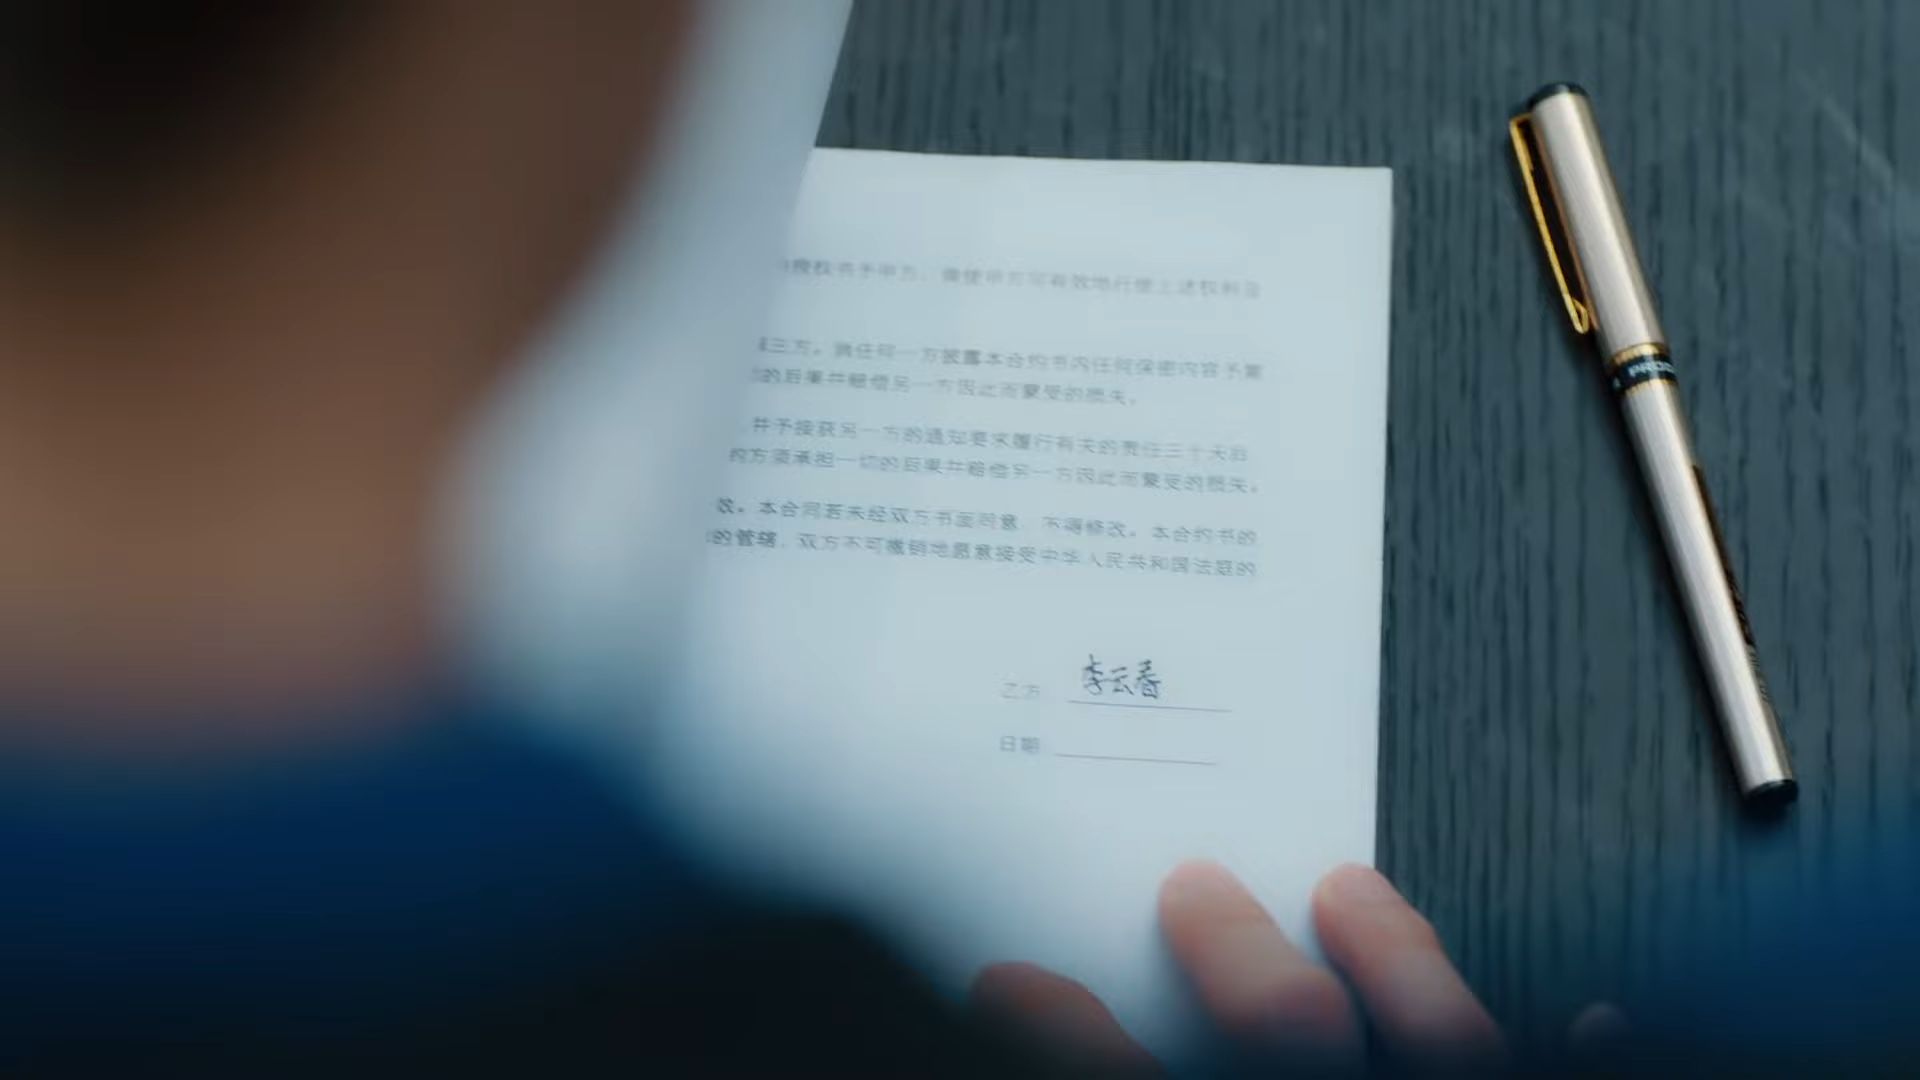 授权书予甲方,确使甲方可有效地行使上述权利及
三方。倘任何一方披露本合约书内任何保密内容予第
的后果并赔偿另一方因此而蒙受的损失。
,并予接获另一方的通知要求履行有关的责任三十天后
约方须承担一切的后果并赔偿另一方因此而蒙受的损失。
改。本合同若未经双方书面同意,不得修改。本合约书的
的管辖,双方不可撤销地愿意接受中华人民共和国法庭的
乙方 李云春
日期